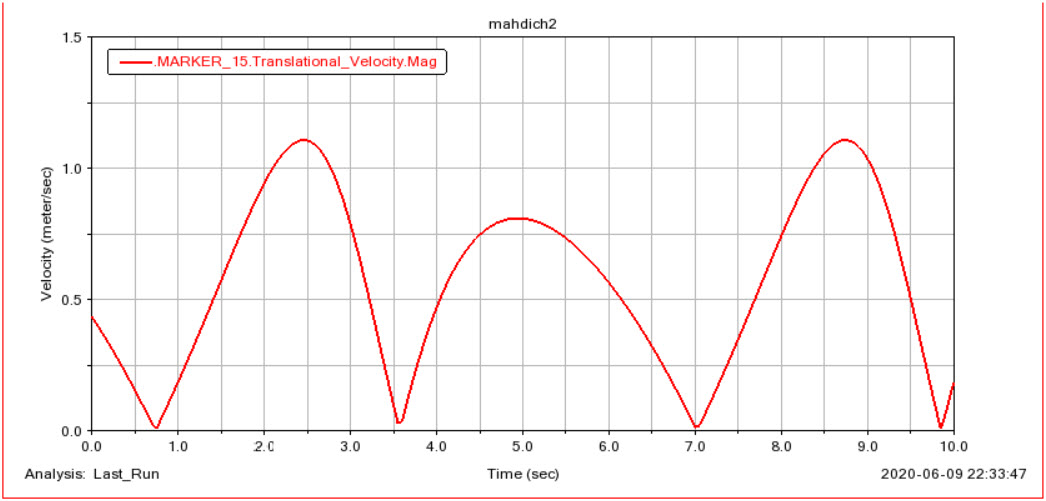 mahdich2
1.5
.MARKER_15.Translational_Velocity.Mag
1.0
Velocity (meter/sec)
0.5
0.0
0.0 1.0 2.0 3.0 4.0 5.0 6.0 7.0 8.0 9.0 10.0
Analysis: Last_Run Time (sec) 2020-06-09 22:33:47